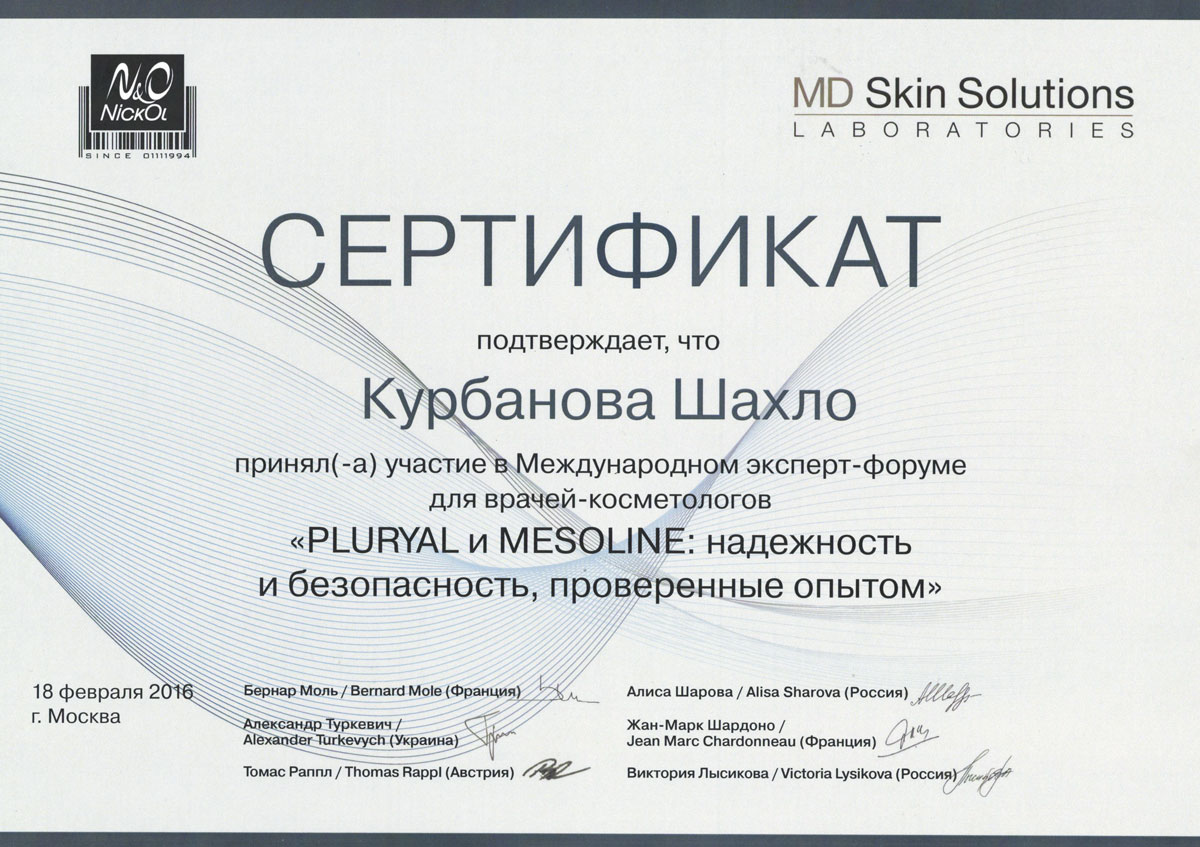 N&O
NickOl
SINCE 01111994
MD Skin Solutions
LABORATORIES
СЕРТИФИКАТ
подтверждает, что
Курбанова Шахло
принял(-а) участие в Международном эксперт-форуме
для врачей-косметологов
«PLURYAL и MESOLINE: надежность
и безопасность, проверенные опытом»
18 февраля 2016
г. Москва
Бернар Моль / Bernard Mole (Франция)
Александр Туркевич /
Alexander Turkevych (Украина)
Томас Раппл / Thomas Rappl (Австрия)
Алиса Шарова / Alisa Sharova (Россия)
Жан-Марк Шардоно /
Jean Marc Chardonneau (Франция)
Виктория Лысикова / Victoria Lysikova (Россия)